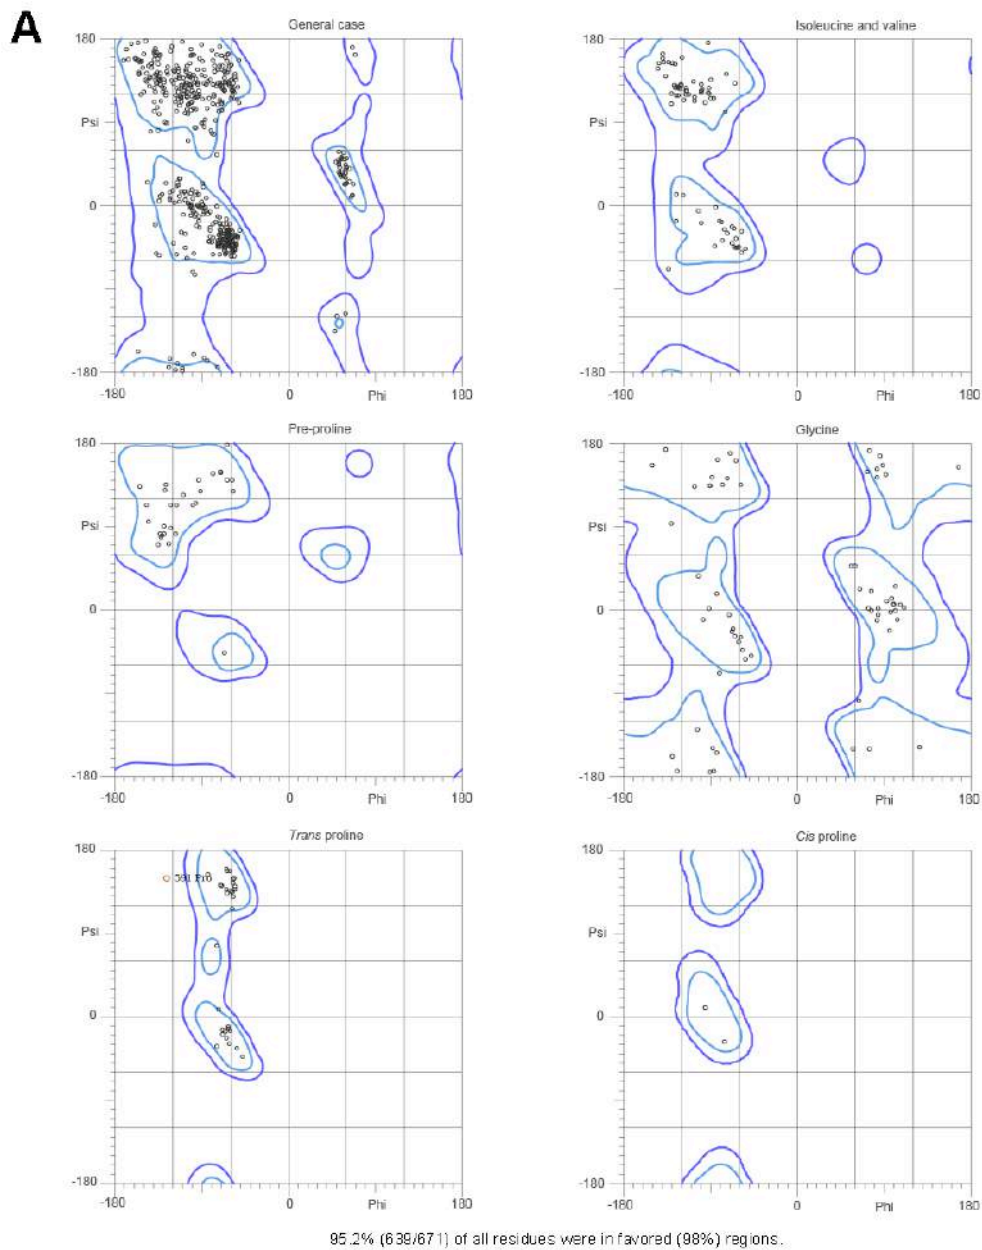 A
General case
Isoleucine and valine
180
180
Psi
Psi
0
0
-180
-180
-180
0
Phi
180
-180
0
Phi
180
Pre-proline
Glycine
180
180
Psi
Psi
0
0
-180
-180
-180
0
Phi
180
-180
0
Phi
180
Trans proline
Cis proline
180
180
591 Pro
Psi
Psi
0
0
-180
-180
-180
0
Phi
180
-180
0
Phi
180
95.2% (639/671) of all residues were in favored (98%) regions.